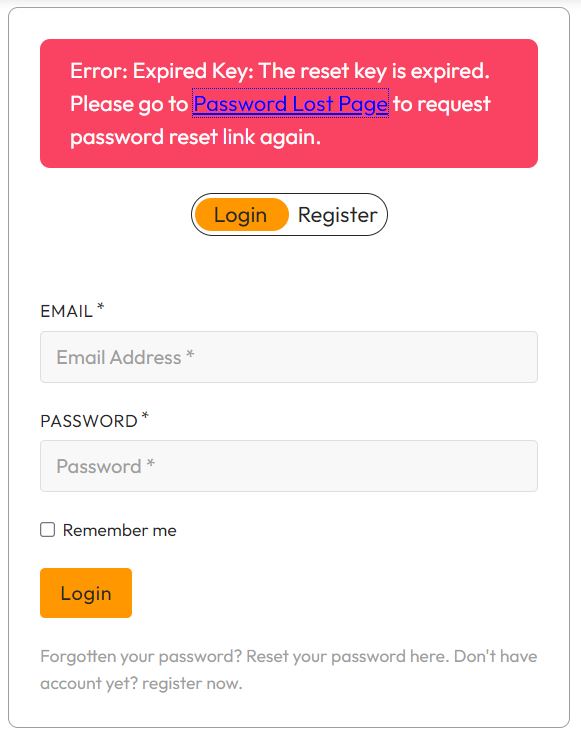 Error: Expired Key: The reset key is expired.
Please go to Password Lost Page to request
password reset link again.
Login Register
EMAIL *
Email Address *
PASSWORD *
Password *
Remember me
Login
Forgotten your password? Reset your password here. Don't have
account yet? register now.